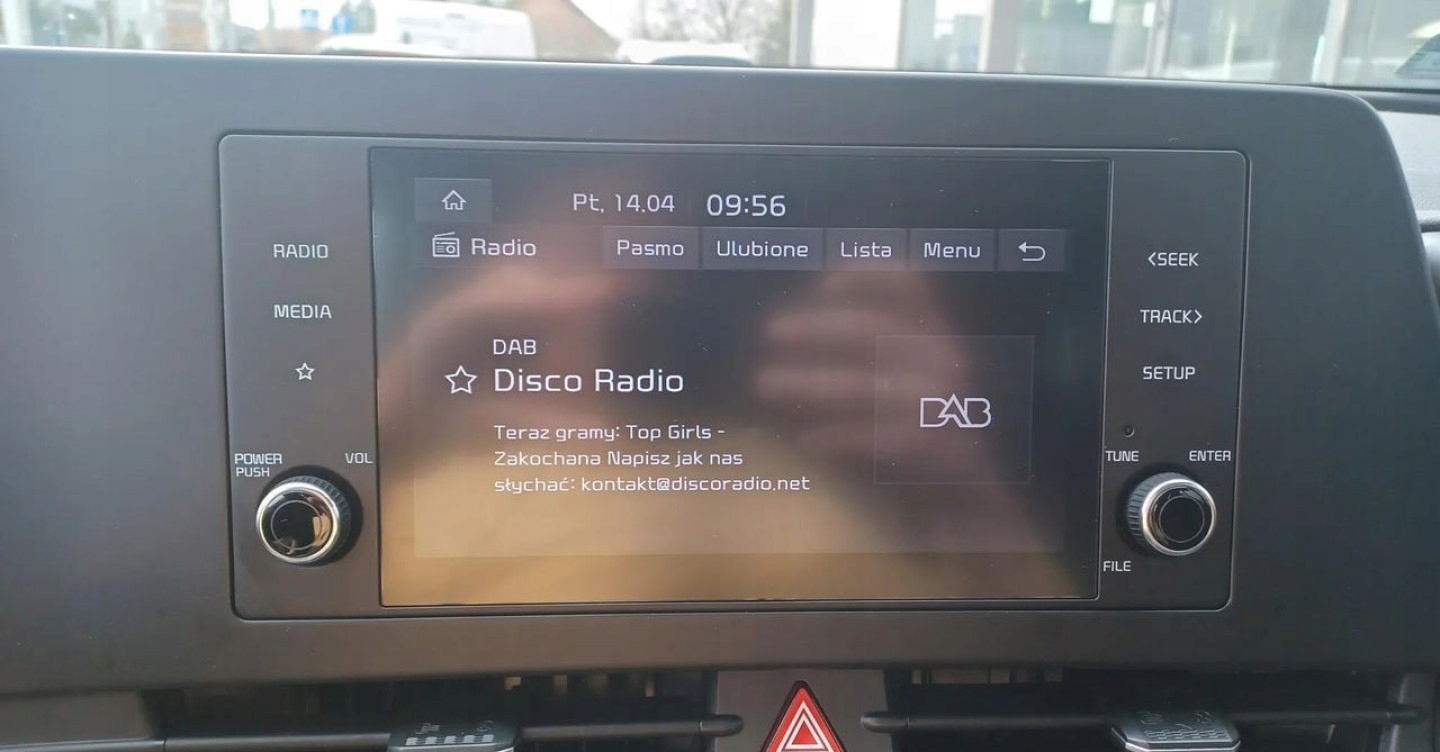 Pt, 14.04 09:56
Radio Pasmo Ulubione Lista Menu
RADIO
MEDIA
<SEEK
TRACK>
SETUP
DAB
Disco Radio
DAB
Teraz gramy: Top Girls -
Zakochana Napisz jak nas
słychać: kontakt@discoradio.net
POWER
PUSH
VOL
TUNE
ENTER
FILE